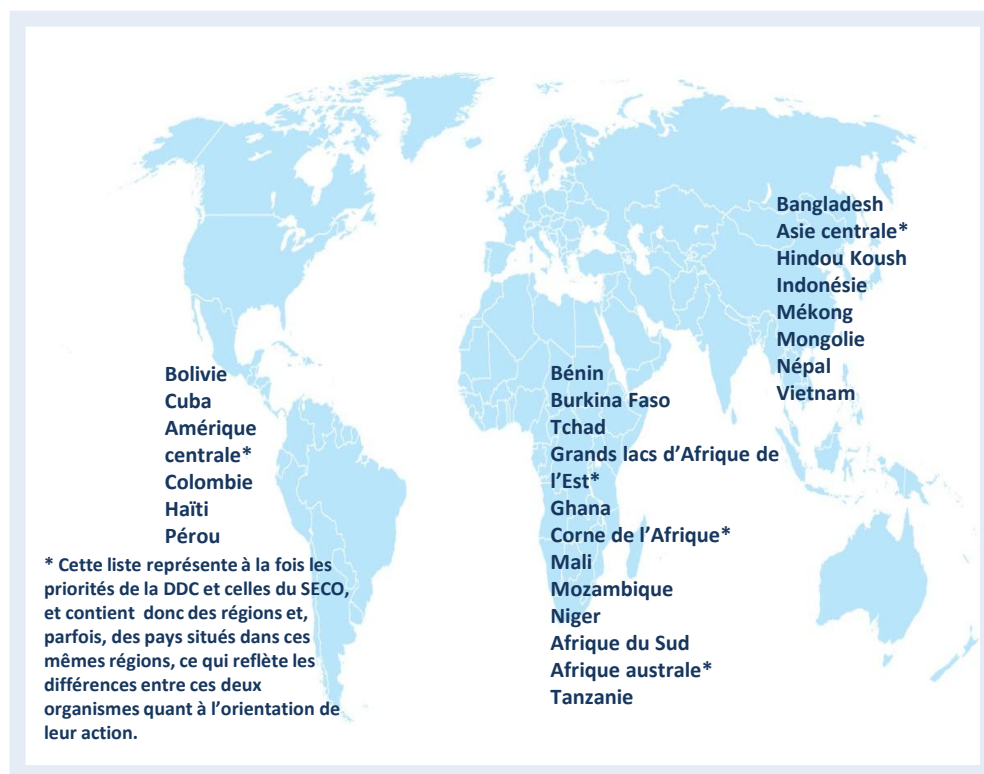 Bangladesh
Asie centrale*
Hindou Koush
Indonésie
Mékong
Mongolie
Népal
Vietnam
Bolivie
Cuba
Amérique
centrale*
Colombie
Haïti
Pérou
Bénin
Burkina Faso
Tchad
Grands lacs d’Afrique de
l’Est*
Ghana
Corne de l’Afrique*
Mali
Mozambique
Niger
Afrique du Sud
Afrique australe*
Tanzanie
* Cette liste représente à la fois les
priorités de la DDC et celles du SECO,
et contient donc des régions et,
parfois, des pays situés dans ces
mêmes régions, ce qui reflète les
différences entre ces deux
organismes quant à l’orientation de
leur action.